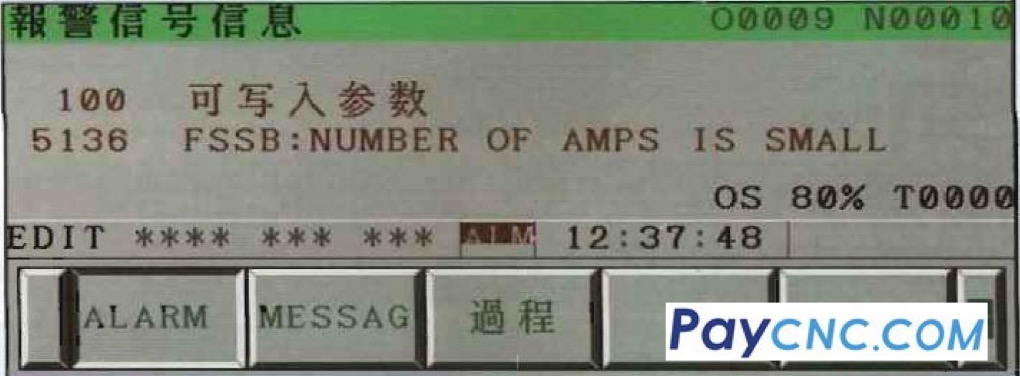 報警信号信息 O0009 N00010
100 可写入参数
5136 FSSB:NUMBER OF AMPS IS SMALL
OS 80% T0000
EDIT **** *** *** ALM 12:37:48
ALARM MESSAG 過程
PayCNC.COM